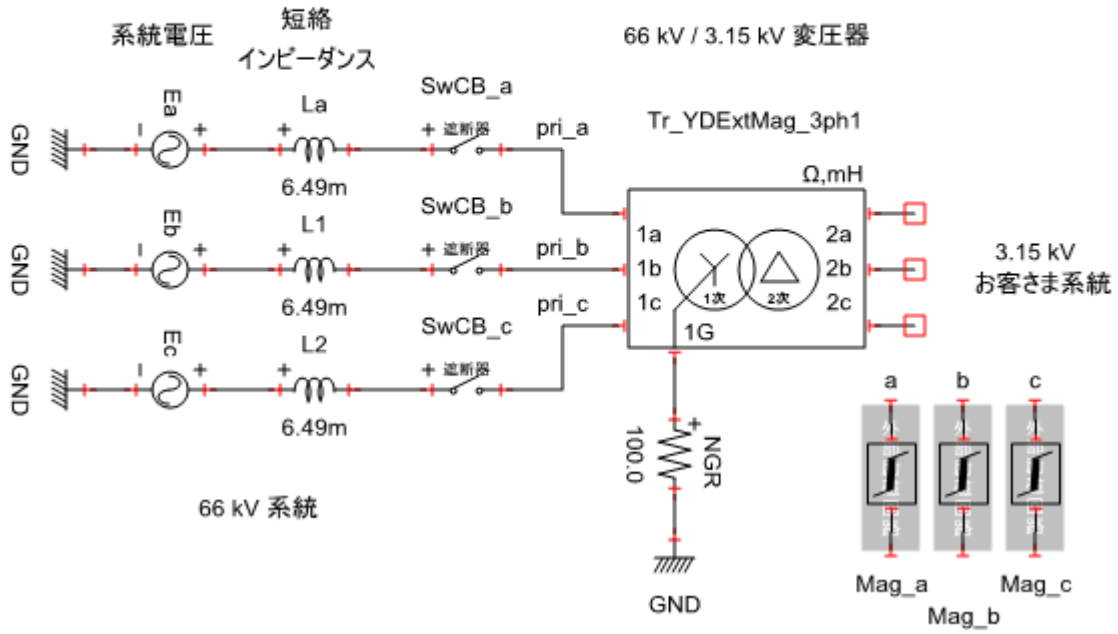 系統電圧
短絡
インピーダンス
66 kV / 3.15 kV 変圧器
Ea
La
SwCB_a
GND
遮断器
pri_a
Tr_YDExtMag_3ph1
6.49m
Ω,mH
Eb
L1
SwCB_b
GND
遮断器
pri_b
6.49m
1a
1b
1c
1次
2次
2a
2b
2c
1G
3.15 kV
お客さま系統
Ec
L2
SwCB_c
GND
遮断器
pri_c
6.49m
100.0
NGR
GND
66 kV 系統
a
b
c
Mag_a
Mag_b
Mag_c